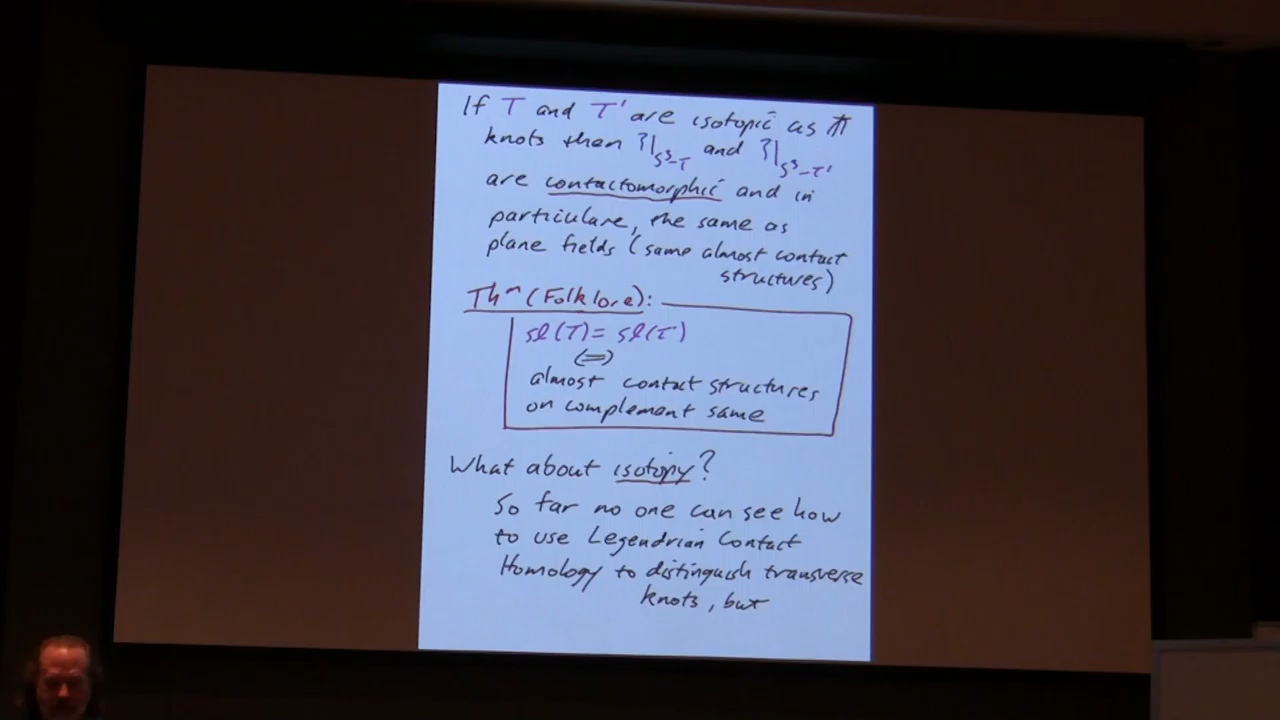 If T and T' are isotopic as ⋔
knots then ξ|_{S³-T} and ξ|_{S³-T'}
are contactomorphic and in
particulare, the same as
plane fields (same almost contact
structures)
Thᵐ (Folklore):
sl(T) = sl(T')
⇔
almost contact structures
on complement same
What about isotopy?
So far no one can see how
to use Legendrian Contact
Homology to distinguish transverse
knots, but